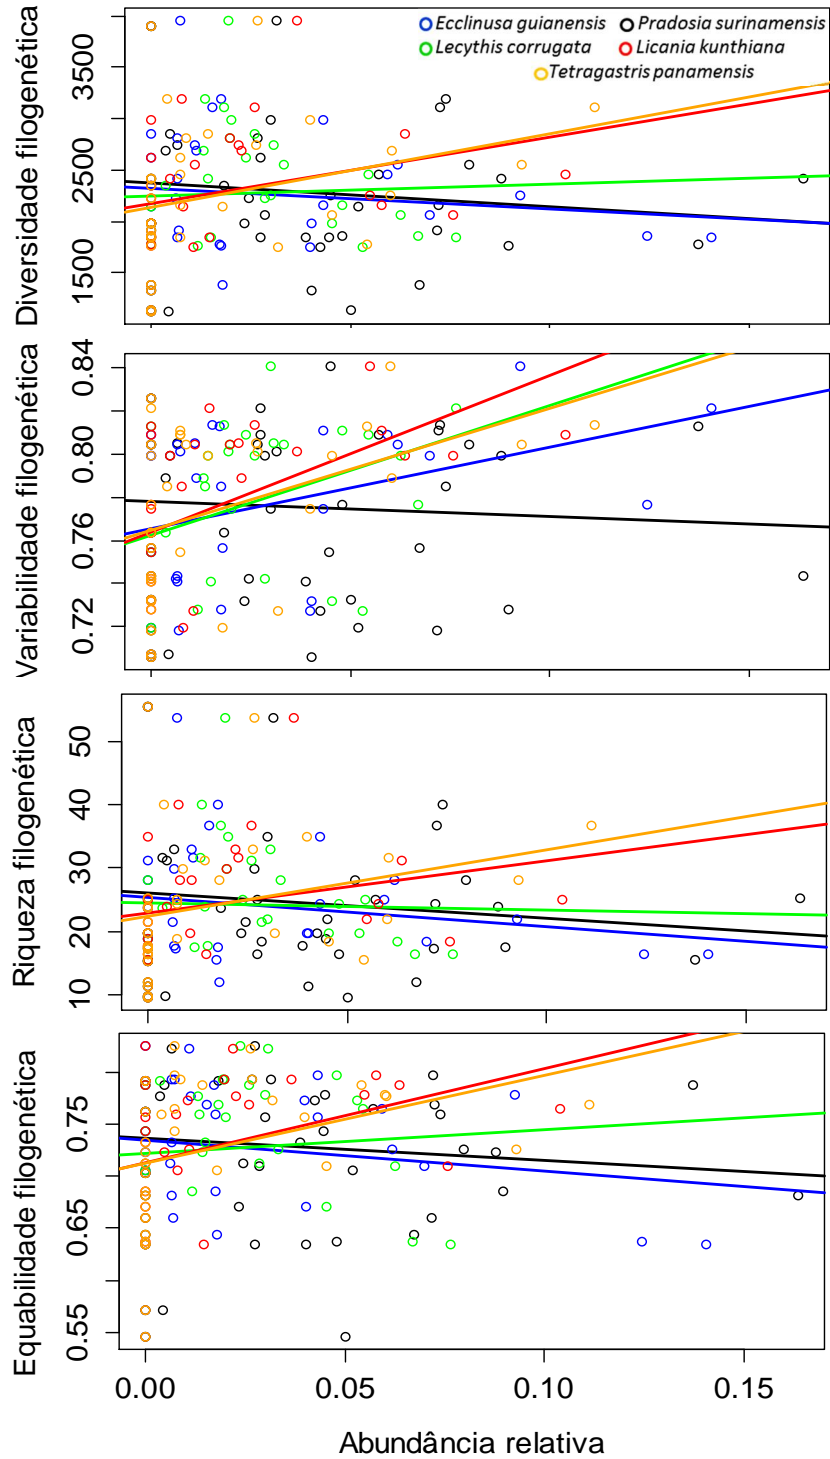 Ecclinusa guianensis Pradosia surinamensis
Lecythis corrugata Licania kunthiana
Tetragastris panamensis
Diversidade filogenética
3500
2500
1500
Variabilidade filogenética
0.84
0.80
0.76
0.72
Riqueza filogenética
50
40
30
20
10
Equabilidade filogenética
0.75
0.65
0.55
0.00 0.05 0.10 0.15
Abundância relativa